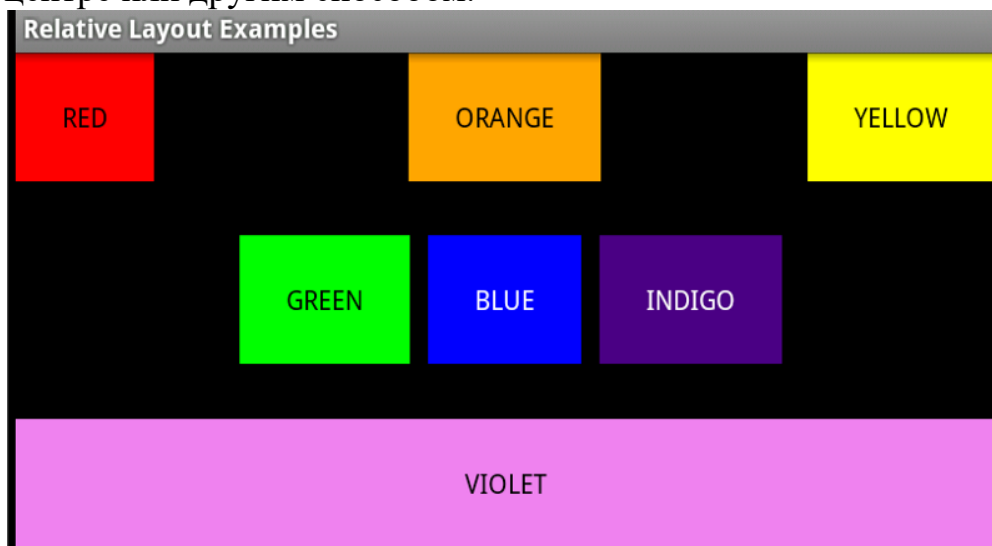 Relative Layout Examples
RED ORANGE YELLOW
GREEN BLUE INDIGO
VIOLET